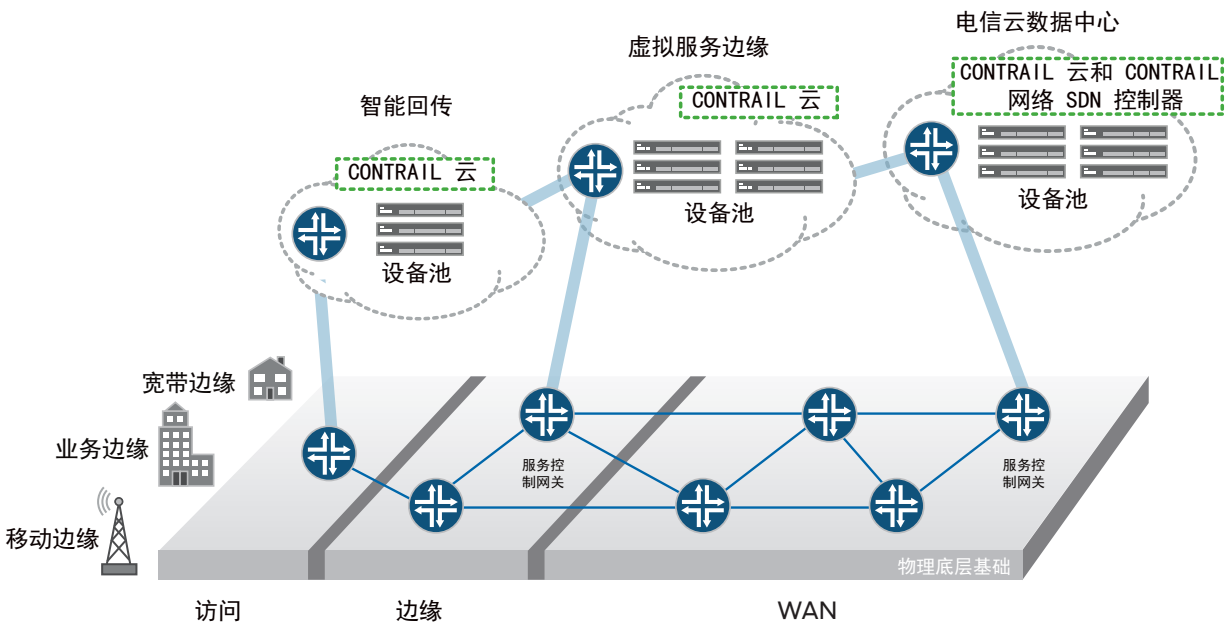 电信云数据中心
虚拟服务边缘
CONTRAIL 云和 CONTRAIL
网络 SDN 控制器
智能回传
CONTRAIL 云
CONTRAIL 云
设备池
设备池
设备池
宽带边缘
业务边缘
移动边缘
服务控
制网关
服务控
制网关
物理底层基础
访问
边缘
WAN